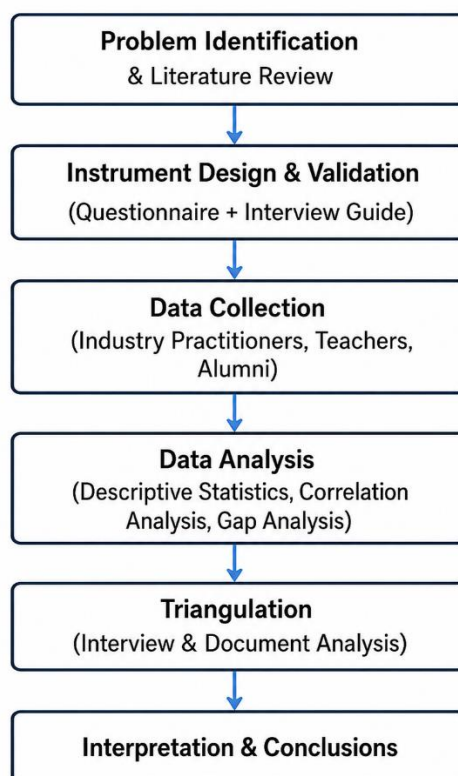 Problem Identification
& Literature Review
Instrument Design & Validation
(Questionnaire + Interview Guide)
Data Collection
(Industry Practitioners, Teachers,
Alumni)
Data Analysis
(Descriptive Statistics, Correlation
Analysis, Gap Analysis)
Triangulation
(Interview & Document Analysis)
Interpretation & Conclusions